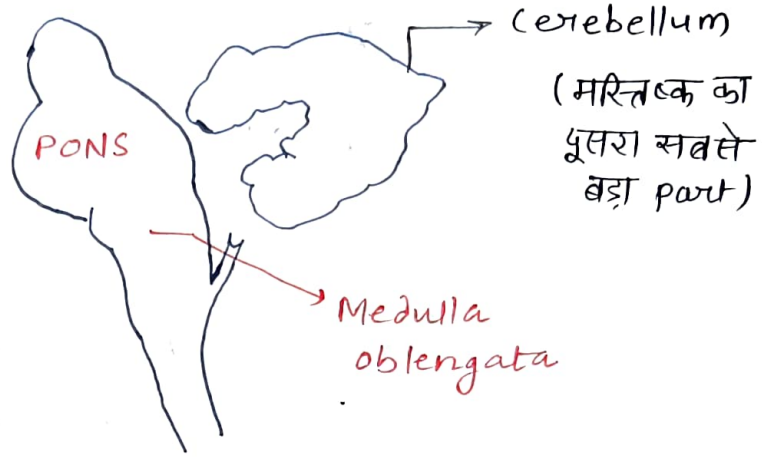 Cerebellum
(मस्तिष्क का
दूसरा सबसे
बड़ा part)
PONS
Medulla
oblengata